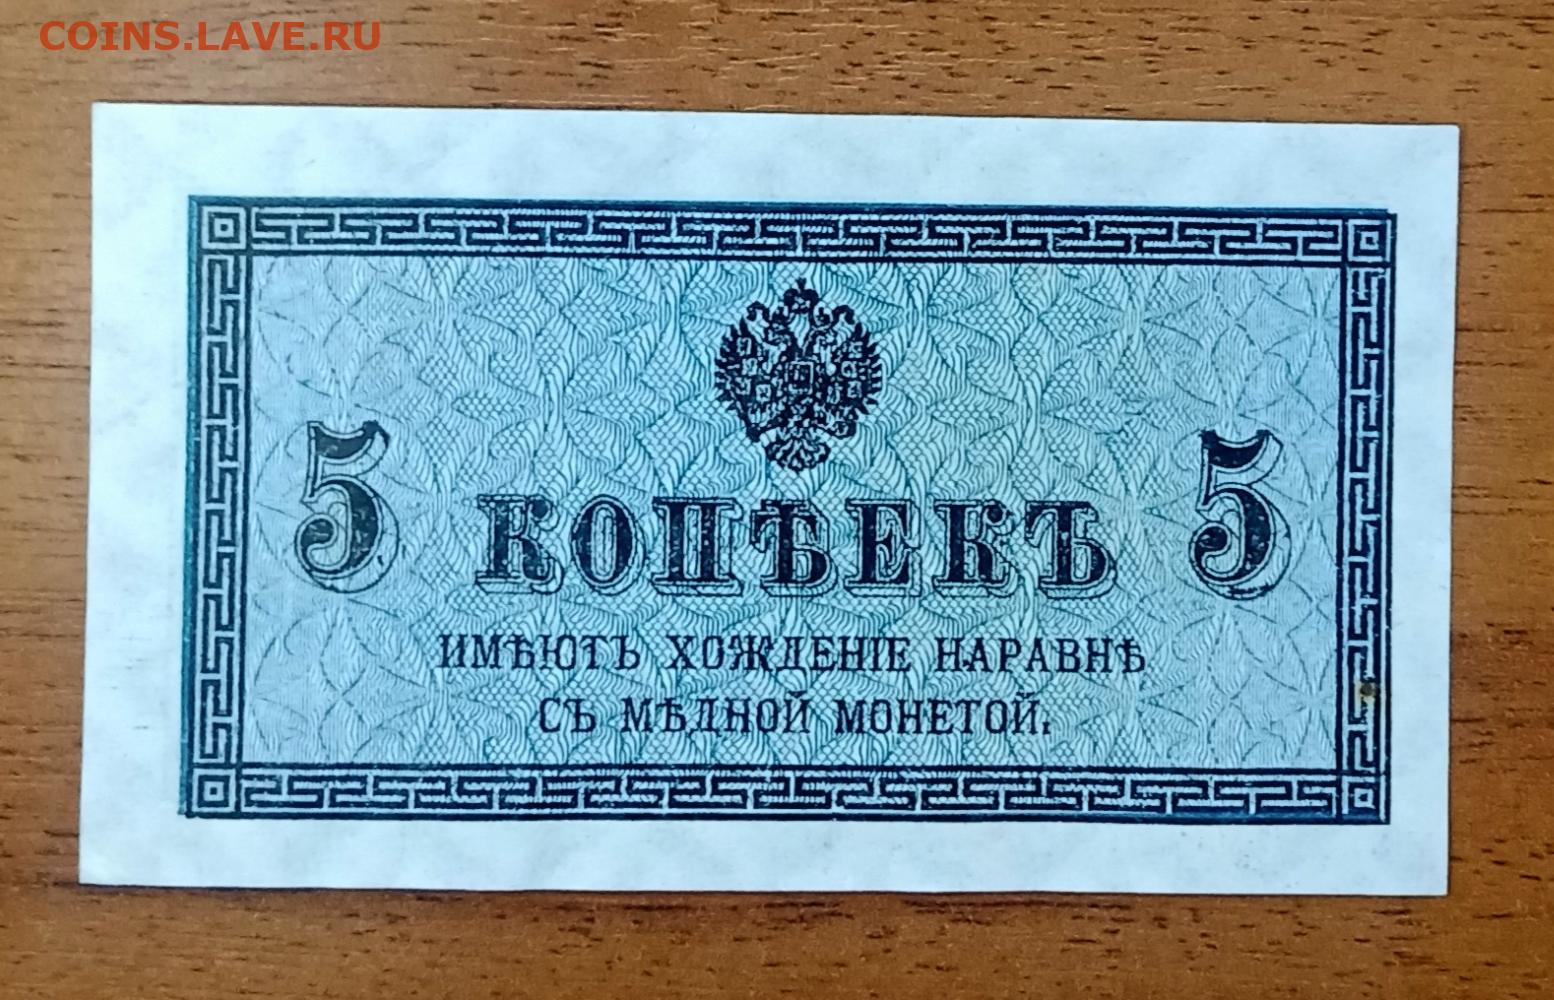 COINS.LAVE.RU
5 КОПѢЕКЪ 5
ИМѢЮТЪ ХОЖДЕНІЕ НАРАВНѢ
СЪ МѢДНОЙ МОНЕТОЙ.